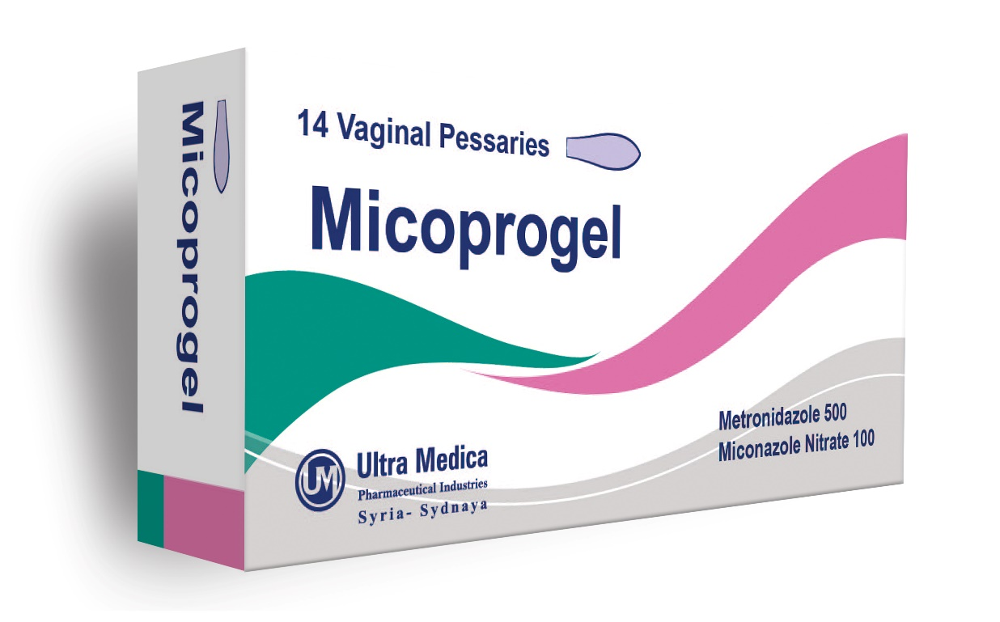 Micoprogel
14 Vaginal Pessaries
Micoprogel
UM
Ultra Medica
Pharmaceutical Industries
Syria- Sydnaya
Metronidazole 500
Miconazole Nitrate 100